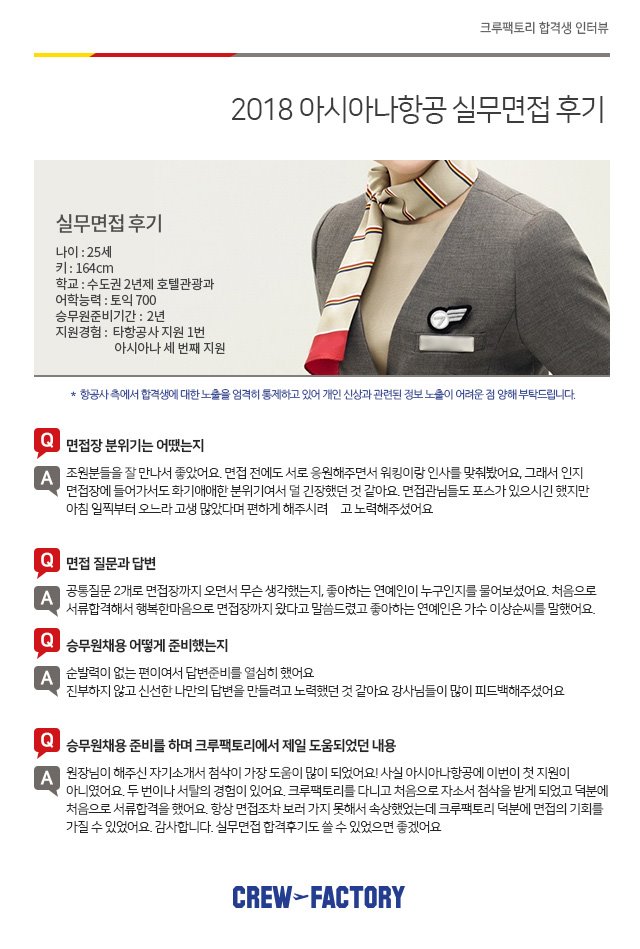 크루팩토리 합격생 인터뷰
2018 아시아나항공 실무면접 후기
실무면접 후기
나이 : 25세
키 : 164cm
학교 : 수도권 2년제 호텔관광과
어학능력 : 토익 700
승무원준비기간 : 2년
지원경험 : 타항공사 지원 1번
아시아나 세 번째 지원
* 항공사 측에서 합격생에 대한 노출을 엄격히 통제하고 있어 개인 신상과 관련된 정보 노출이 어려운 점 양해 부탁드립니다.
Q 면접장 분위기는 어땠는지
A 조원분들을 잘 만나서 좋았어요. 면접 전에도 서로 응원해주면서 워킹이랑 인사를 맞춰봤어요, 그래서 인지
면접장에 들어가서도 화기애애한 분위기여서 덜 긴장했던 것 같아요. 면접관님들도 포스가 있으시긴 했지만
아침 일찍부터 오느라 고생 많았다며 편하게 해주시려 고 노력해주셨어요
Q 면접 질문과 답변
A 공통질문 2개로 면접장까지 오면서 무슨 생각했는지, 좋아하는 연예인이 누구인지를 물어보셨어요. 처음으로
서류합격해서 행복한마음으로 면접장까지 왔다고 말씀드렸고 좋아하는 연예인은 가수 이상순씨를 말했어요.
Q 승무원채용 어떻게 준비했는지
A 순발력이 없는 편이여서 답변준비를 열심히 했어요
진부하지 않고 신선한 나만의 답변을 만들려고 노력했던 것 같아요 강사님들이 많이 피드백해주셨어요
Q 승무원채용 준비를 하며 크루팩토리에서 제일 도움되었던 내용
A 원장님이 해주신 자기소개서 첨삭이 가장 도움이 많이 되었어요! 사실 아시아나항공에 이번이 첫 지원이
아니였어요. 두 번이나 서탈의 경험이 있어요. 크루팩토리를 다니고 처음으로 자소서 첨삭을 받게 되었고 덕분에
처음으로 서류합격을 했어요. 항상 면접조차 보러 가지 못해서 속상했었는데 크루팩토리 덕분에 면접의 기회를
가질 수 있었어요. 감사합니다. 실무면접 합격후기도 쓸 수 있었으면 좋겠어요
CREW FACTORY